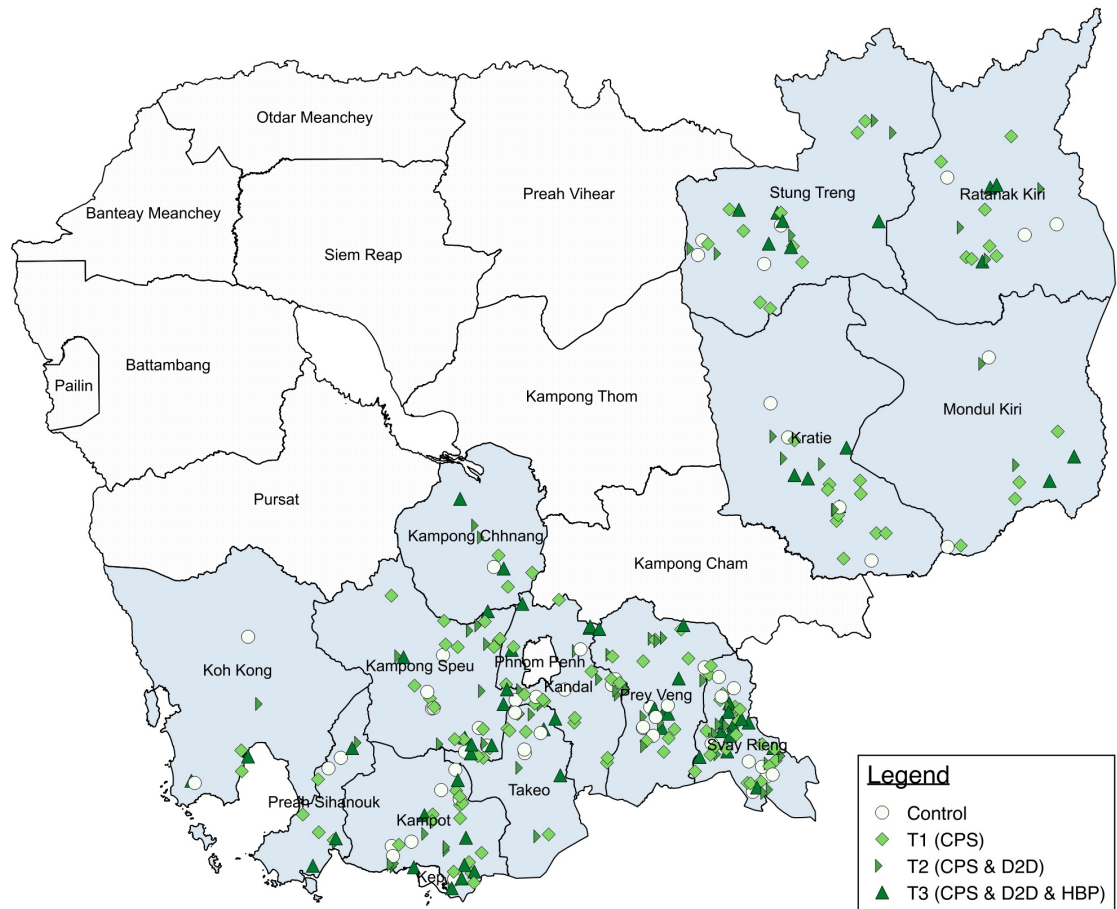 Otdar Meanchey
Preah Vihear
Stung Treng
Ratanak Kiri
Banteay Meanchey
Siem Reap
Battambang
Pailin
Kampong Thom
Mondul Kiri
Kratie
Pursat
Kampong Chhnang
Kampong Cham
Koh Kong
Kampong Speu
Phnom Penh
Kandal
Prey Veng
Svay Rieng
Preah Sihanouk
Takeo
Kampot
Kep
Legend
Control
T1 (CPS)
T2 (CPS & D2D)
T3 (CPS & D2D & HBP)